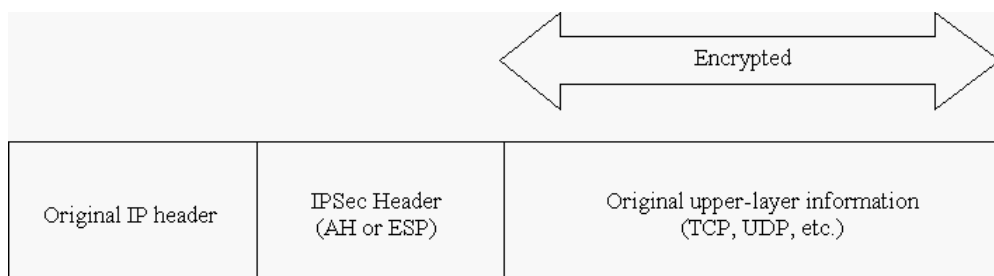 Encrypted
Original IP header
IPSec Header
(AH or ESP)
Original upper-layer information
(TCP, UDP, etc.)